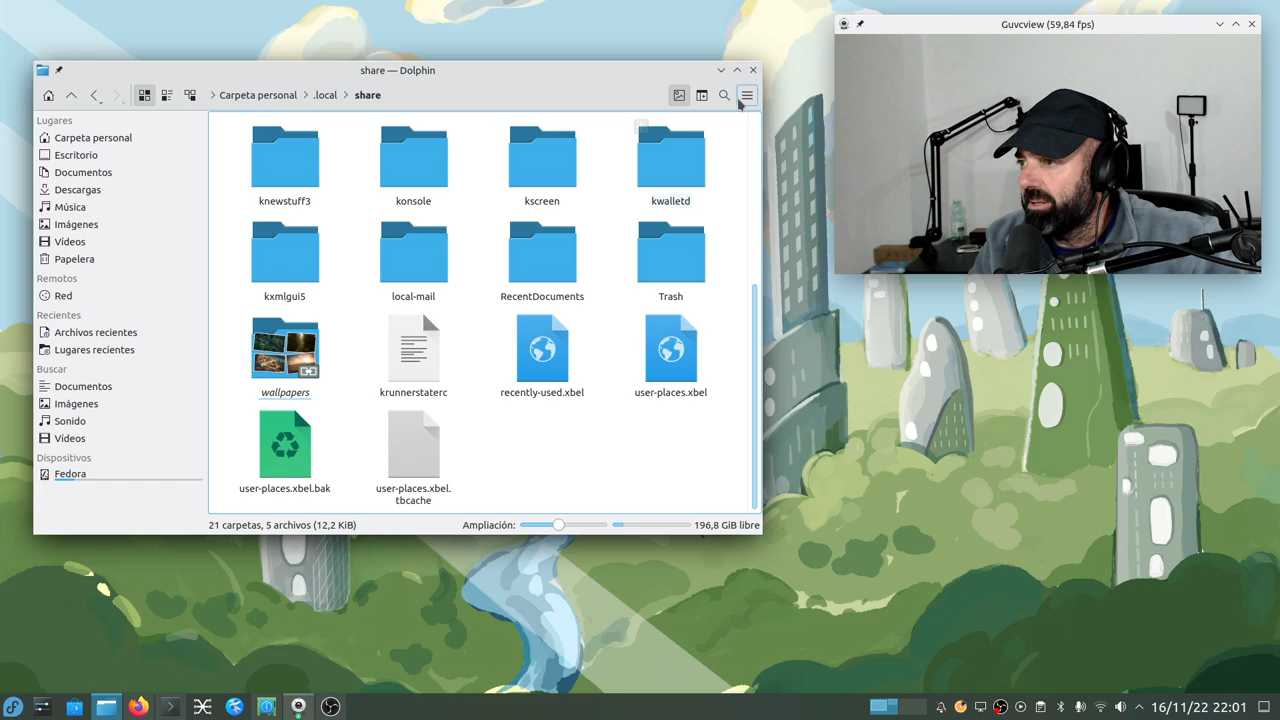 Guvcview (59,84 fps)
share — Dolphin
Carpeta personal
.local
share
Lugares
Carpeta personal
Escritorio
Documentos
Descargas
Música
Imágenes
Vídeos
Papelera
Remotos
Red
Recientes
Archivos recientes
Lugares recientes
Buscar
Documentos
Imágenes
Sonido
Vídeos
Dispositivos
Fedora
knewstuff3
konsole
kscreen
kwalletd
kxmlgui5
local-mail
RecentDocuments
Trash
wallpapers
krunnerstaterc
recently-used.xbel
user-places.xbel
user-places.xbel.bak
user-places.xbel.
tbcache
21 carpetas, 5 archivos (12,2 KiB)
Ampliación:
196,8 GiB libre
16/11/22 22:01